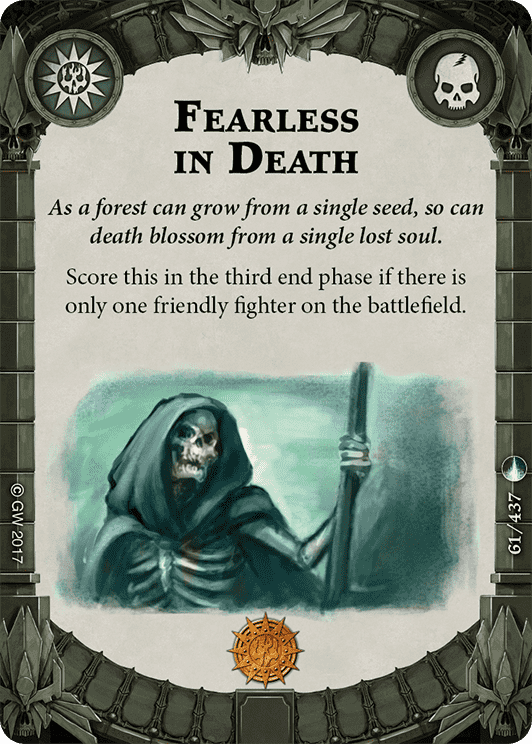 Fearless
in Death
As a forest can grow from a single seed, so can
death blossom from a single lost soul.
Score this in the third end phase if there is
only one friendly fighter on the battlefield.
© GW 2017
61/437